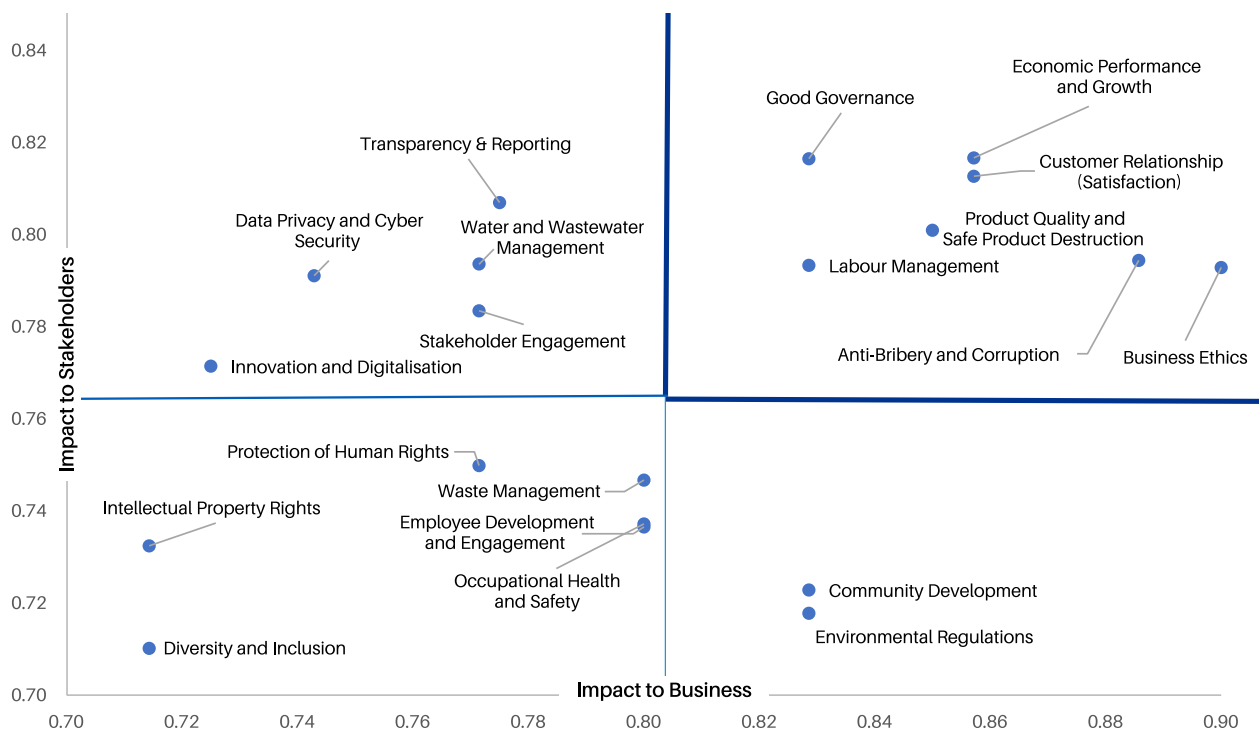 0.84
Economic Performance
and Growth
Good Governance
0.82
Transparency & Reporting
Customer Relationship
(Satisfaction)
Data Privacy and Cyber
Security
Water and Wastewater
Management
Product Quality and
Safe Product Destruction
0.80
Labour Management
0.78
Stakeholder Engagement
Anti-Bribery and Corruption
Business Ethics
Innovation and Digitalisation
Impact to Stakeholders
0.76
Protection of Human Rights
Waste Management
0.74
Intellectual Property Rights
Employee Development
and Engagement
Occupational Health
and Safety
Community Development
0.72
Environmental Regulations
Diversity and Inclusion
0.70
Impact to Business
0.70 0.72 0.74 0.76 0.78 0.80 0.82 0.84 0.86 0.88 0.90